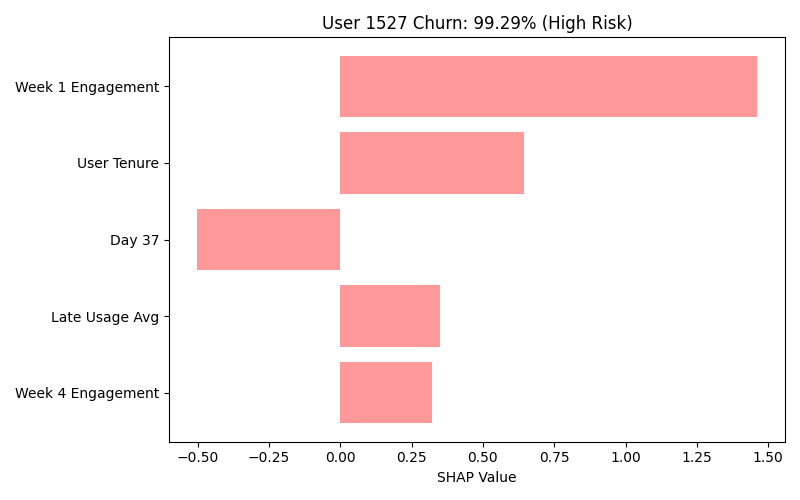 User 1527 Churn: 99.29% (High Risk)
Week 1 Engagement
User Tenure
Day 37
Late Usage Avg
Week 4 Engagement
−0.50 −0.25 0.00 0.25 0.50 0.75 1.00 1.25 1.50
SHAP Value